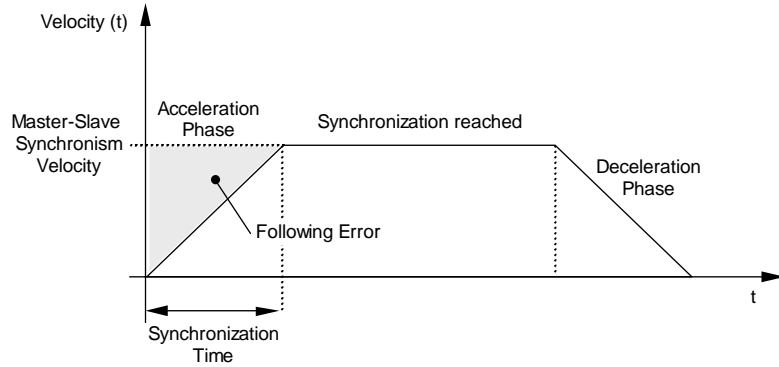 Velocity (t)
Acceleration
Phase
Master-Slave
Synchronism
Velocity
Synchronization reached
Deceleration
Phase
Following Error
t
Synchronization
Time